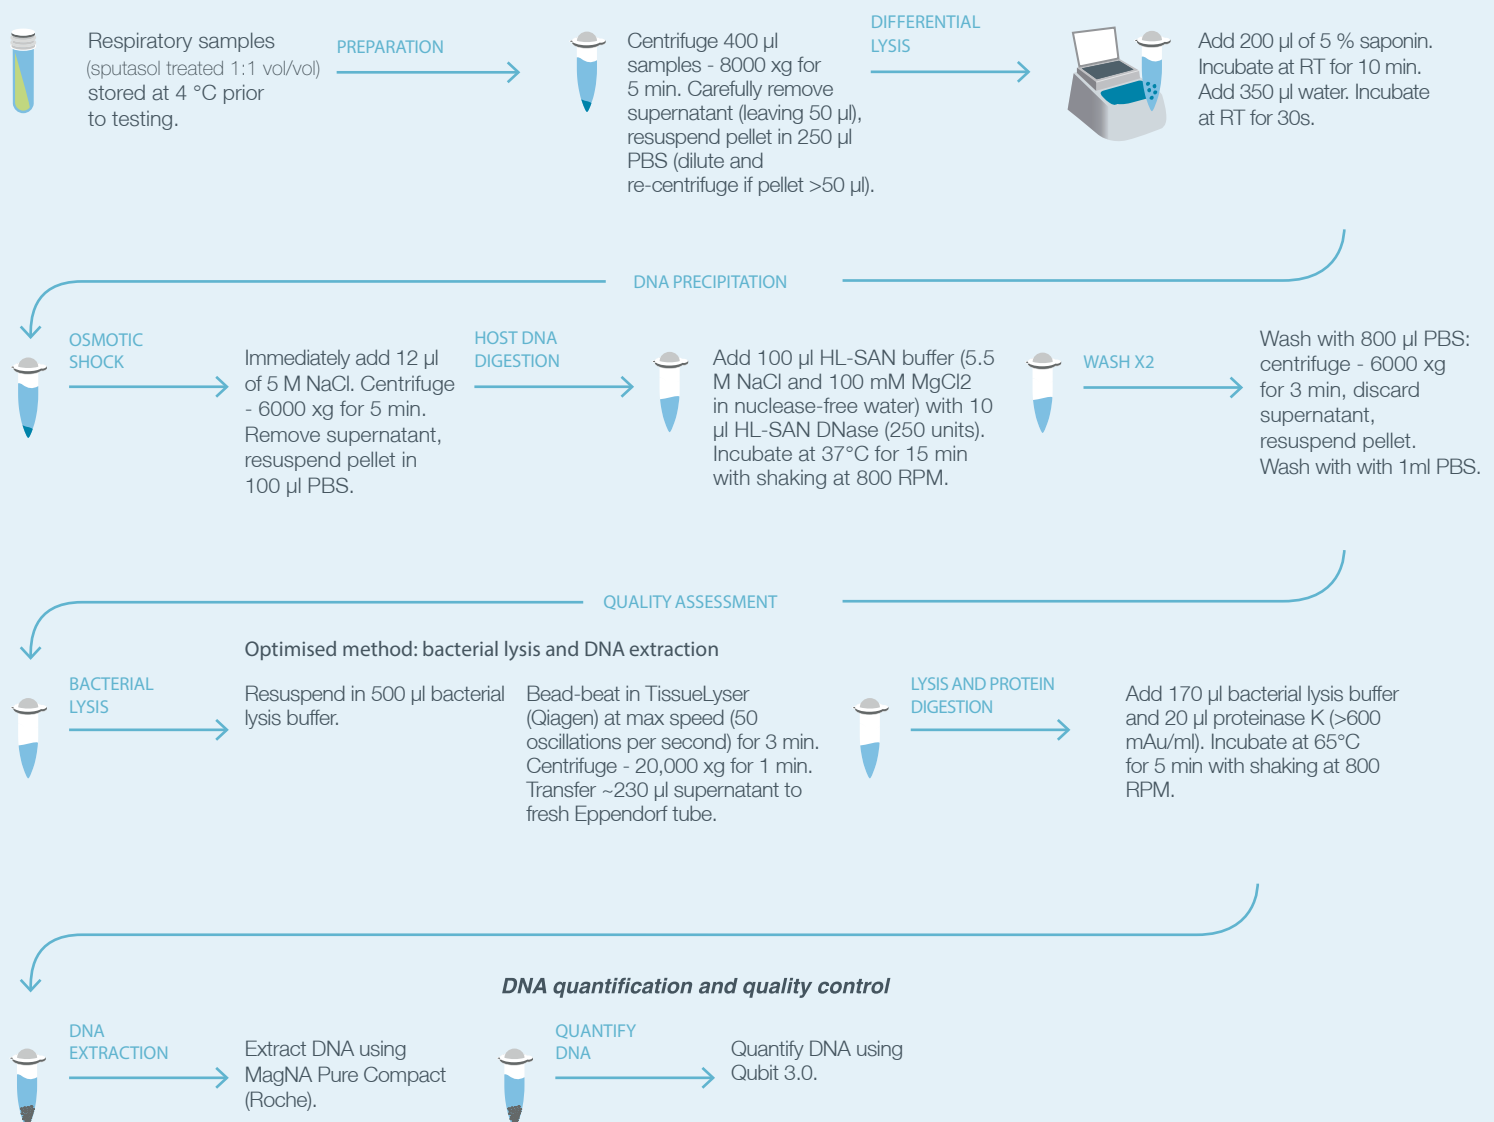 Respiratory samples
(sputasol treated 1:1 vol/vol)
stored at 4 °C prior
to testing.
PREPARATION
Centrifuge 400 µl
samples - 8000 xg for
5 min. Carefully remove
supernatant (leaving 50 µl),
resuspend pellet in 250 µl
PBS (dilute and
re-centrifuge if pellet >50 µl).
DIFFERENTIAL
LYSIS
Add 200 µl of 5 % saponin.
Incubate at RT for 10 min.
Add 350 µl water. Incubate
at RT for 30s.
DNA PRECIPITATION
OSMOTIC
SHOCK
Immediately add 12 µl
of 5 M NaCl. Centrifuge
- 6000 xg for 5 min.
Remove supernatant,
resuspend pellet in
100 µl PBS.
HOST DNA
DIGESTION
Add 100 µl HL-SAN buffer (5.5
M NaCl and 100 mM MgCl2
in nuclease-free water) with 10
µl HL-SAN DNase (250 units).
Incubate at 37°C for 15 min
with shaking at 800 RPM.
WASH X2
Wash with 800 µl PBS:
centrifuge - 6000 xg
for 3 min, discard
supernatant,
resuspend pellet.
Wash with with 1ml PBS.
QUALITY ASSESSMENT
Optimised method: bacterial lysis and DNA extraction
BACTERIAL
LYSIS
Resuspend in 500 µl bacterial
lysis buffer.
Bead-beat in TissueLyser
(Qiagen) at max speed (50
oscillations per second) for 3 min.
Centrifuge - 20,000 xg for 1 min.
Transfer ~230 µl supernatant to
fresh Eppendorf tube.
LYSIS AND PROTEIN
DIGESTION
Add 170 µl bacterial lysis buffer
and 20 µl proteinase K (>600
mAu/ml). Incubate at 65°C
for 5 min with shaking at 800
RPM.
DNA quantification and quality control
DNA
EXTRACTION
Extract DNA using
MagNA Pure Compact
(Roche).
QUANTIFY
DNA
Quantify DNA using
Qubit 3.0.